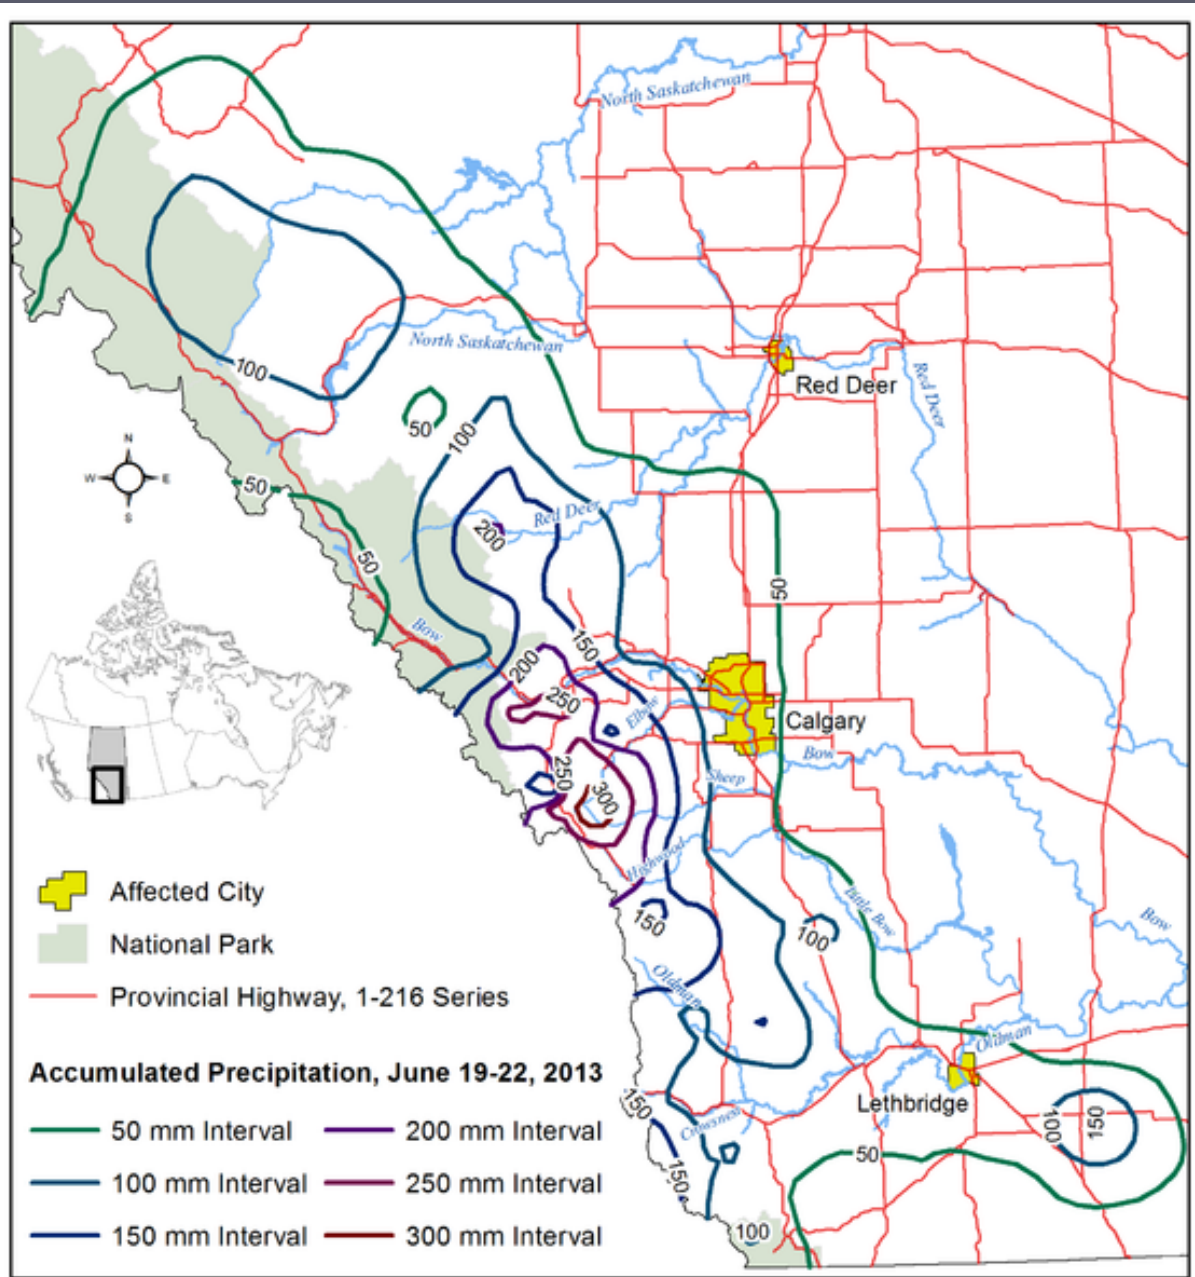 North Saskatchewan
100
North Saskatchewan
Red Deer
Red Deer
50
100
N
W
E
S
50
Red Deer
200
50
50
Bow
150
200
250
Elbow
Calgary
Bow
250
Sheep
300
Highwood
Affected City
Little Bow
150
100
Bow
National Park
Oldman
Provincial Highway, 1-216 Series
Oldman
Accumulated Precipitation, June 19-22, 2013
Lethbridge
150
Crowsnest
100
150
50 mm Interval
200 mm Interval
50
150
100 mm Interval
250 mm Interval
100
150 mm Interval
300 mm Interval